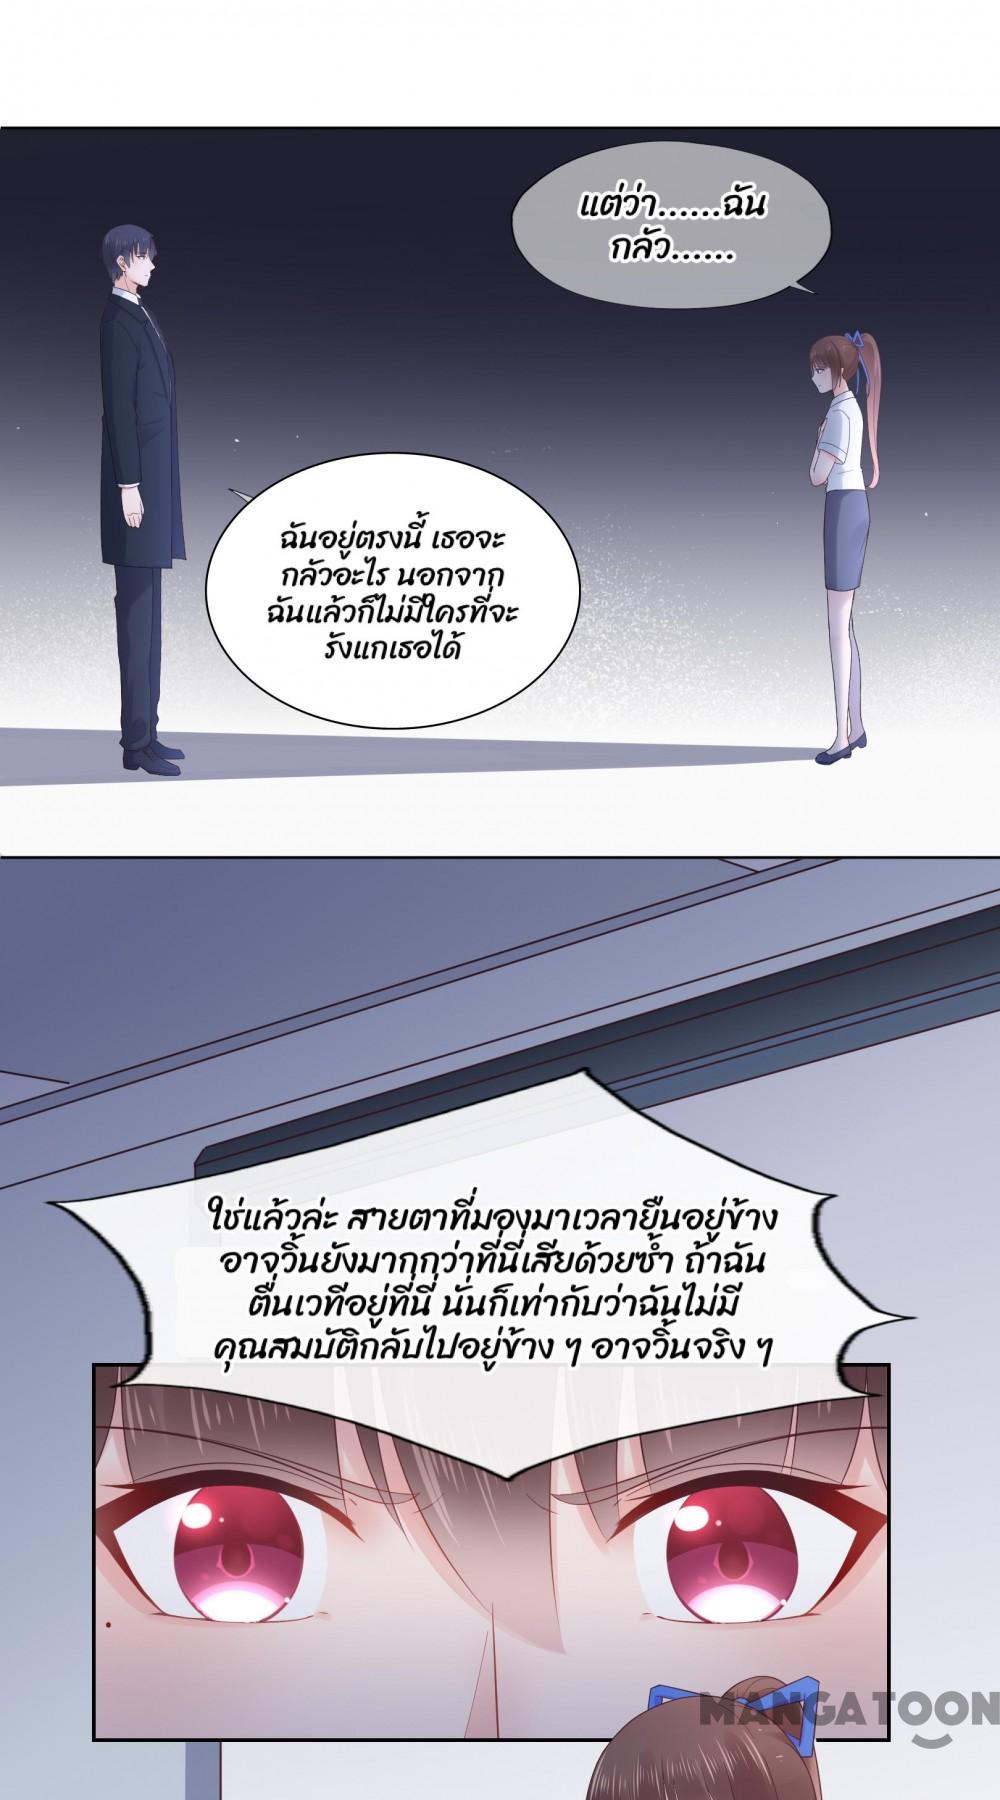 แต่ว่า......ฉัน
กลัว......
ฉันอยู่ตรงนี้ เธอจะ
กลัวอะไร นอกจาก
ฉันแล้วก็ไม่มีใครที่จะ
รังแกเธอได้
ใช่แล้วล่ะ สายตาที่มองมาเวลายืนอยู่ข้าง
อาจวิ้นยังมากกว่าที่นี่เสียด้วยซ้ำ ถ้าฉัน
ตื่นเวทีอยู่ที่นี่ นั่นก็เท่ากับว่าฉันไม่มี
คุณสมบัติกลับไปอยู่ข้าง ๆ อาจวิ้นจริง ๆ
MANGATOON